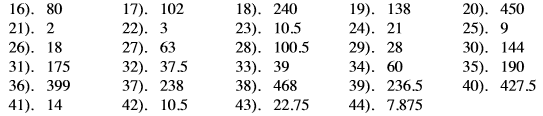 16). 80 17). 102 18). 240 19). 138 20). 450
21). 2 22). 3 23). 10.5 24). 21 25). 9
26). 18 27). 63 28). 100.5 29). 28 30). 144
31). 175 32). 37.5 33). 39 34). 60 35). 190
36). 399 37). 238 38). 468 39). 236.5 40). 427.5
41). 14 42). 10.5 43). 22.75 44). 7.875